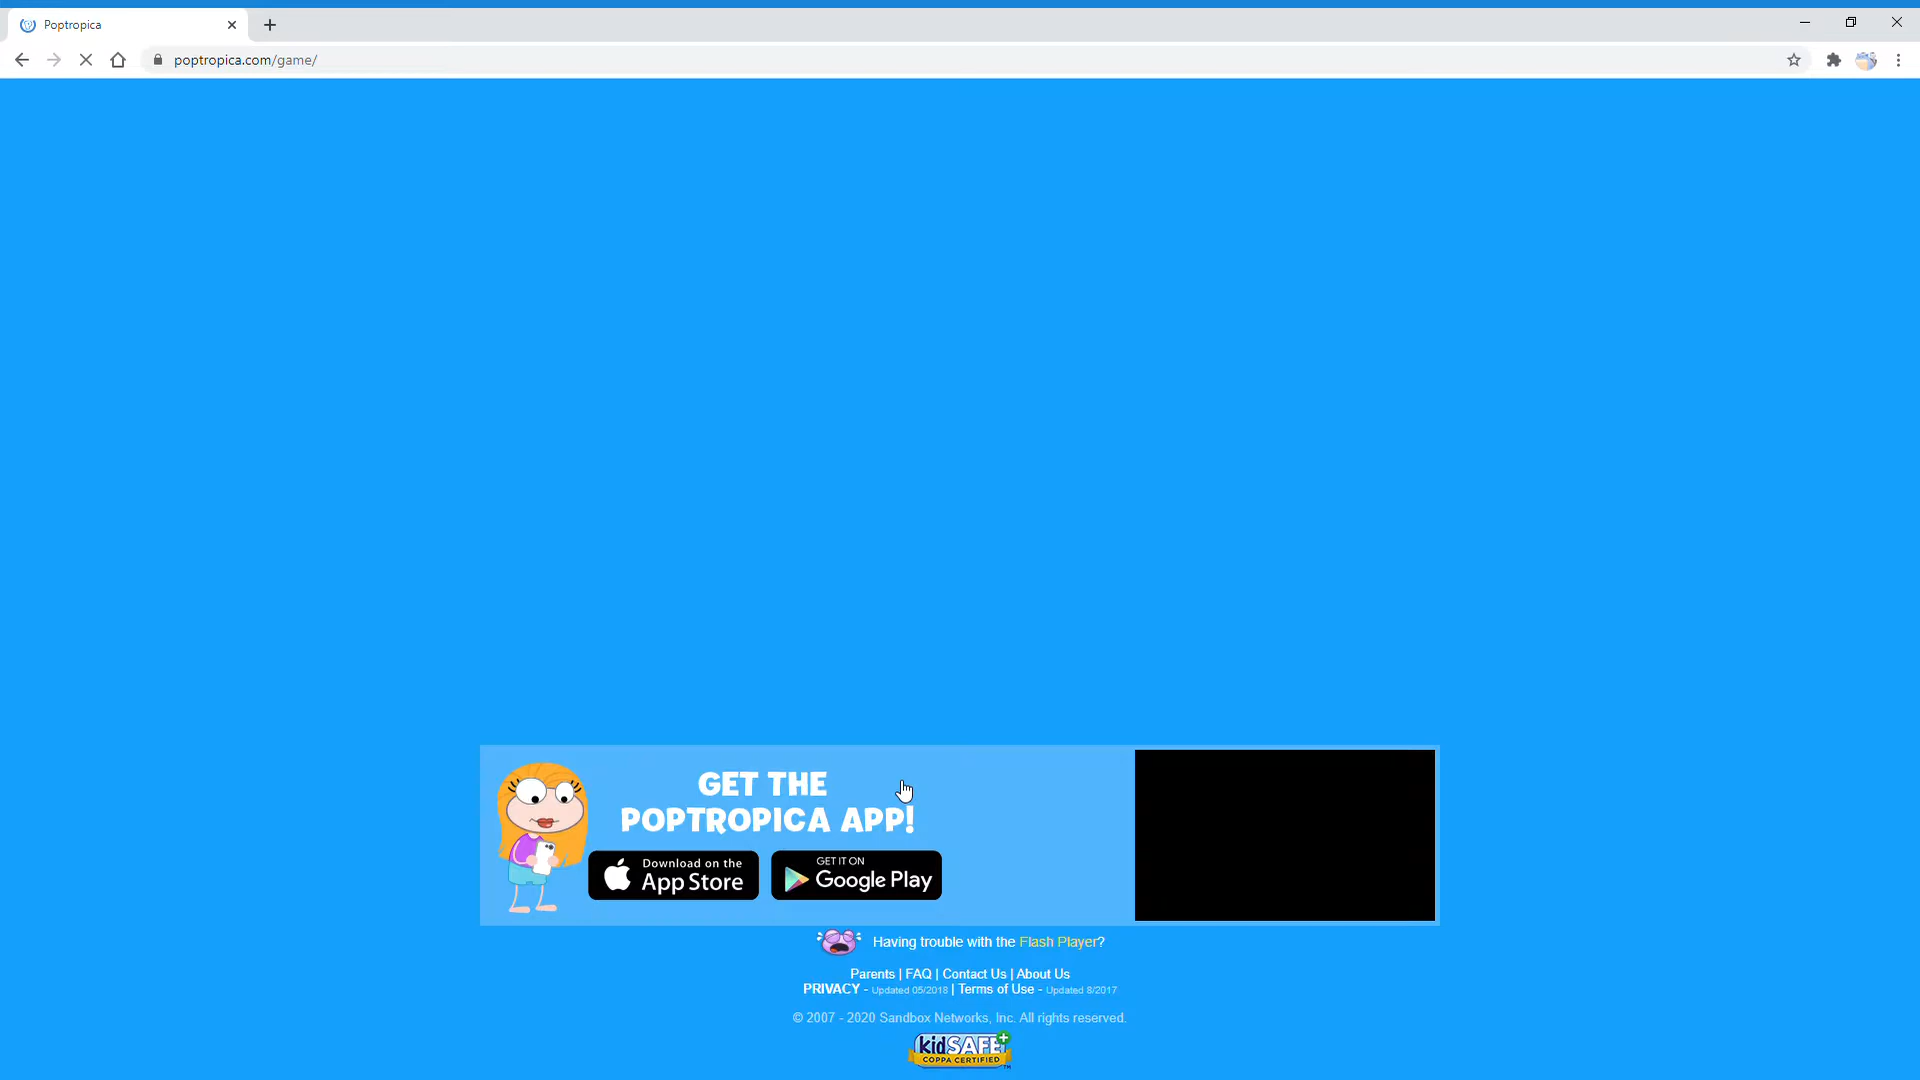 Poptropica
poptropica.com/game/
GET THE
POPTROPICA APP!
Download on the
App Store
GET IT ON
Google Play
Having trouble with the Flash Player?
Parents | FAQ | Contact Us | About Us
PRIVACY - Updated 05/2018 | Terms of Use - Updated 8/2017
© 2007 - 2020 Sandbox Networks, Inc. All rights reserved.
kidSAFE
COPPA CERTIFIED
TM